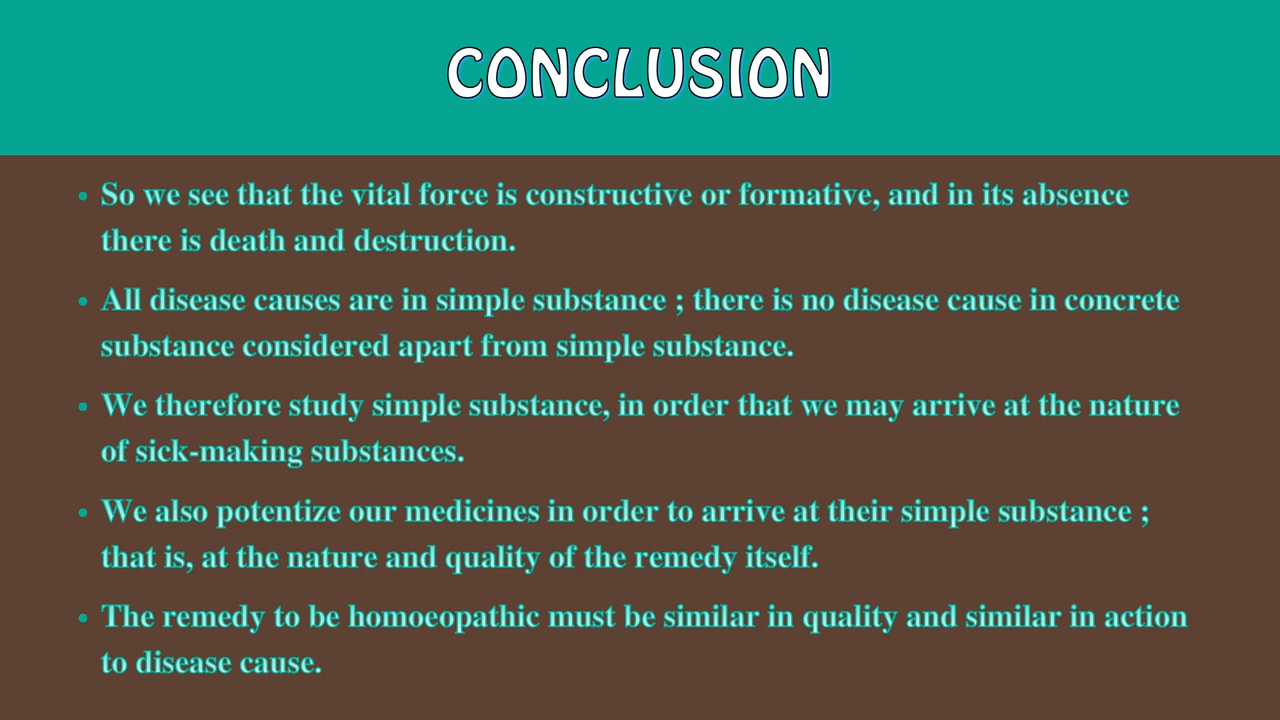 CONCLUSION
• So we see that the vital force is constructive or formative, and in its absence
there is death and destruction.
• All disease causes are in simple substance ; there is no disease cause in concrete
substance considered apart from simple substance.
• We therefore study simple substance, in order that we may arrive at the nature
of sick-making substances.
• We also potentize our medicines in order to arrive at their simple substance ;
that is, at the nature and quality of the remedy itself.
• The remedy to be homoeopathic must be similar in quality and similar in action
to disease cause.